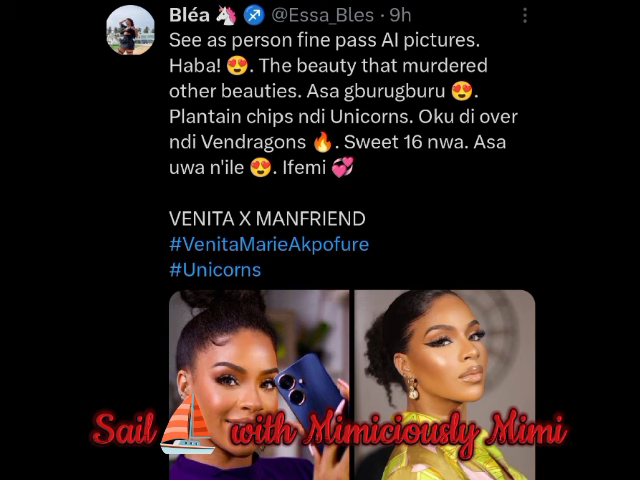 Bléa 🦄 ♐ @Essa_Bles · 9h
See as person fine pass AI pictures.
Haba! 😍. The beauty that murdered
other beauties. Asa gburugburu 😍.
Plantain chips ndi Unicorns. Oku di over
ndi Vendragons 🔥. Sweet 16 nwa. Asa
uwa n'ile 😍. Ifemi 💞
VENITA X MANFRIEND
#VenitaMarieAkpofure
#Unicorns
Sail ⛵ with Mimiciously Mimi